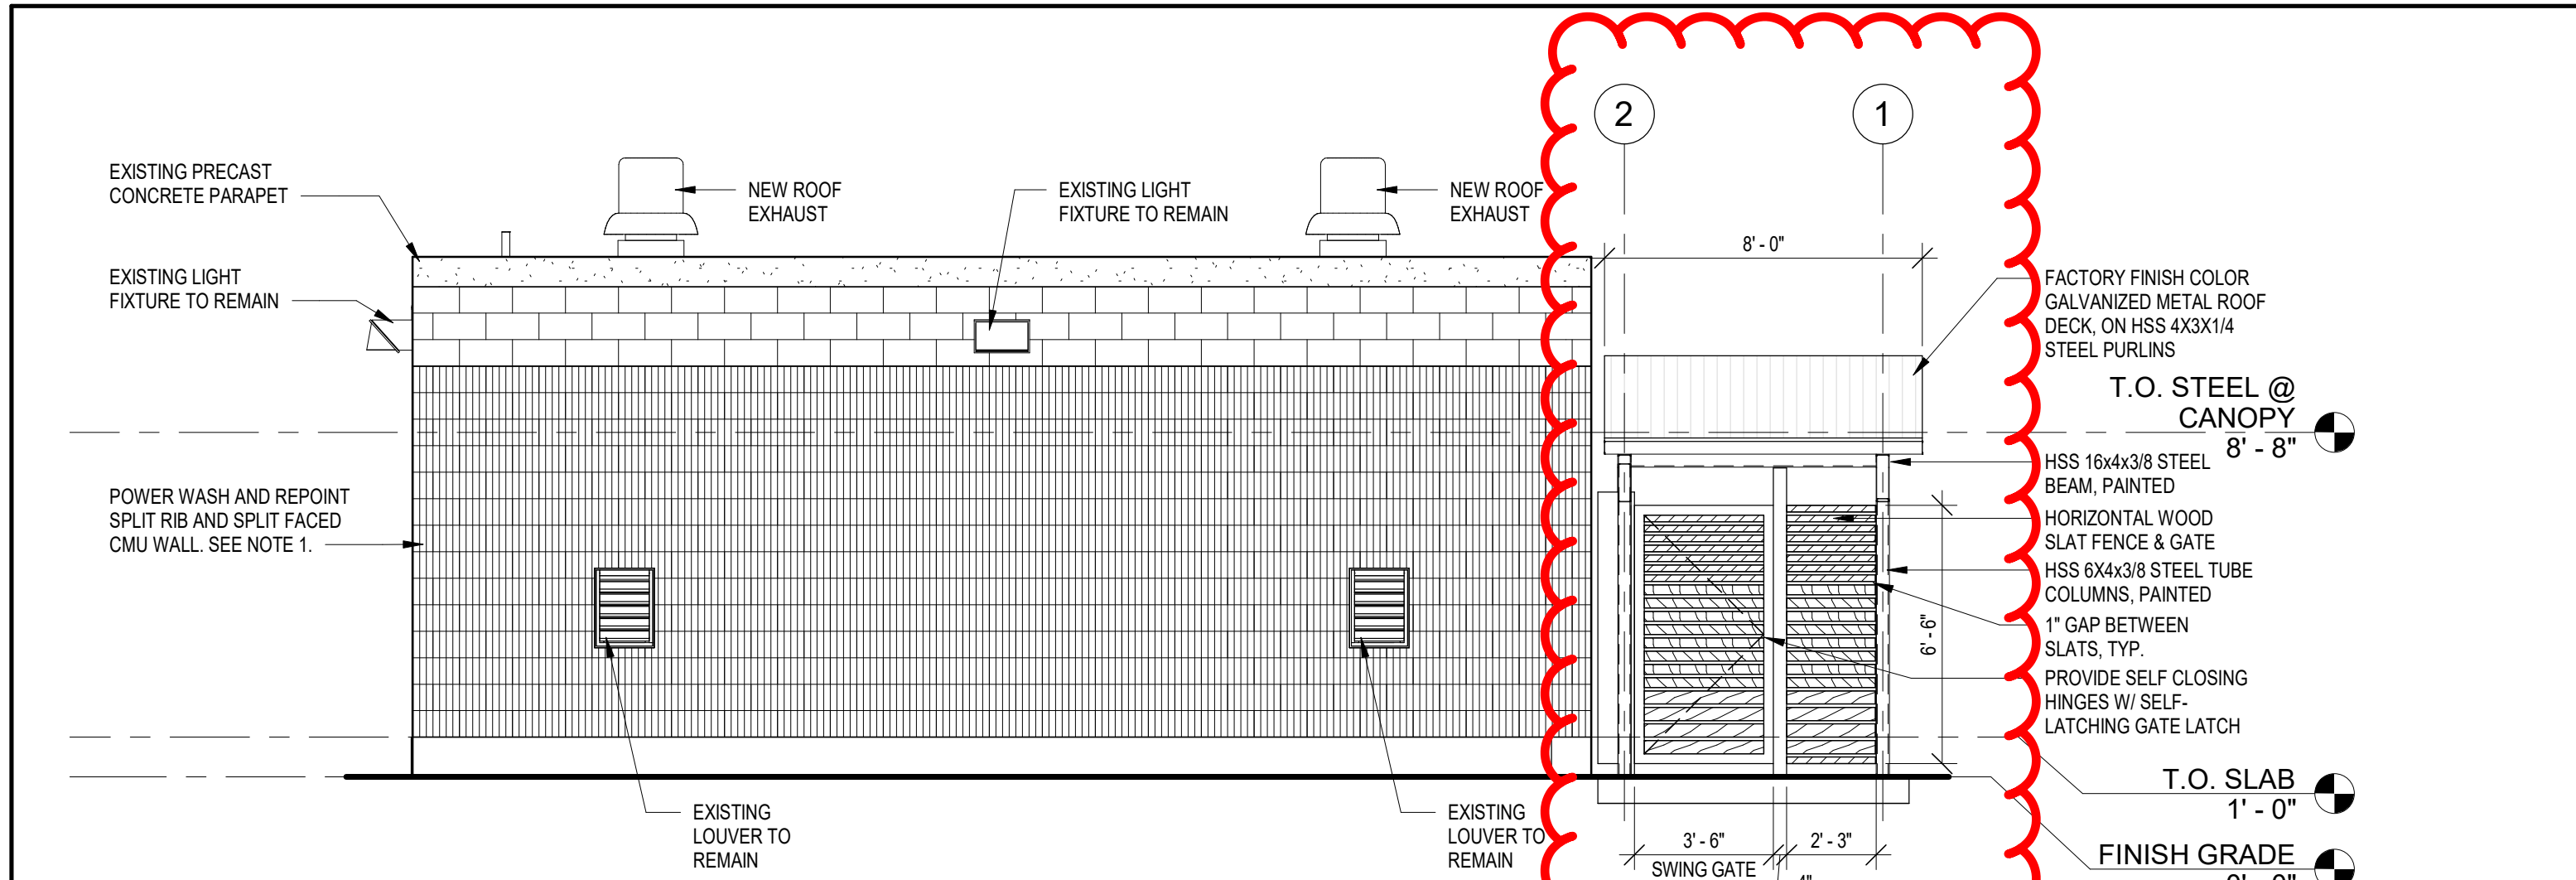 2
1
EXISTING PRECAST
CONCRETE PARAPET
NEW ROOF
EXHAUST
EXISTING LIGHT
FIXTURE TO REMAIN
NEW ROOF
EXHAUST
8' - 0"
EXISTING LIGHT
FIXTURE TO REMAIN
FACTORY FINISH COLOR
GALVANIZED METAL ROOF
DECK, ON HSS 4X3X1/4
STEEL PURLINS
T.O. STEEL @
CANOPY
8' - 8"
HSS 16x4x3/8 STEEL
BEAM, PAINTED
POWER WASH AND REPOINT
SPLIT RIB AND SPLIT FACED
CMU WALL. SEE NOTE 1.
HORIZONTAL WOOD
SLAT FENCE & GATE
HSS 6X4x3/8 STEEL TUBE
COLUMNS, PAINTED
6' - 6"
1" GAP BETWEEN
SLATS, TYP.
PROVIDE SELF CLOSING
HINGES W/ SELF-
LATCHING GATE LATCH
T.O. SLAB
1' - 0"
EXISTING
LOUVER TO
REMAIN
EXISTING
LOUVER TO
REMAIN
3' - 6"
SWING GATE
2' - 3"
FINISH GRADE